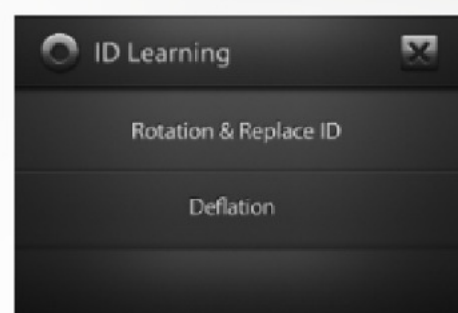 ID Learning
Rotation & Replace ID
Deflation